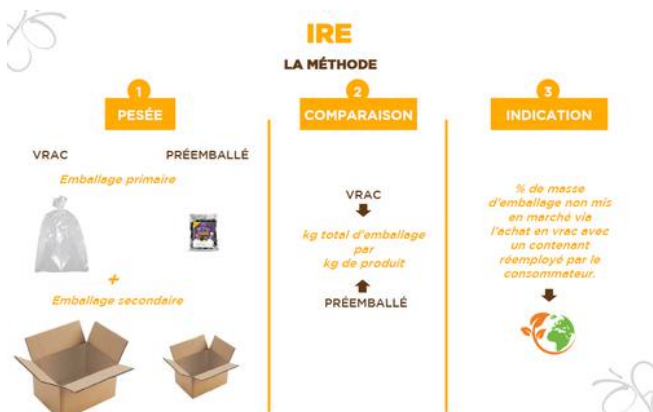 IRE
LA MÉTHODE
1
PESÉE
VRAC
PRÉEMBALLÉ
Emballage primaire
+
Emballage secondaire
2
COMPARAISON
VRAC
kg total d'emballage
par
kg de produit
PRÉEMBALLÉ
3
INDICATION
% de masse
d'emballage non mis
en marché via
l'achat en vrac avec
un contenant
réemployé par le
consommateur.